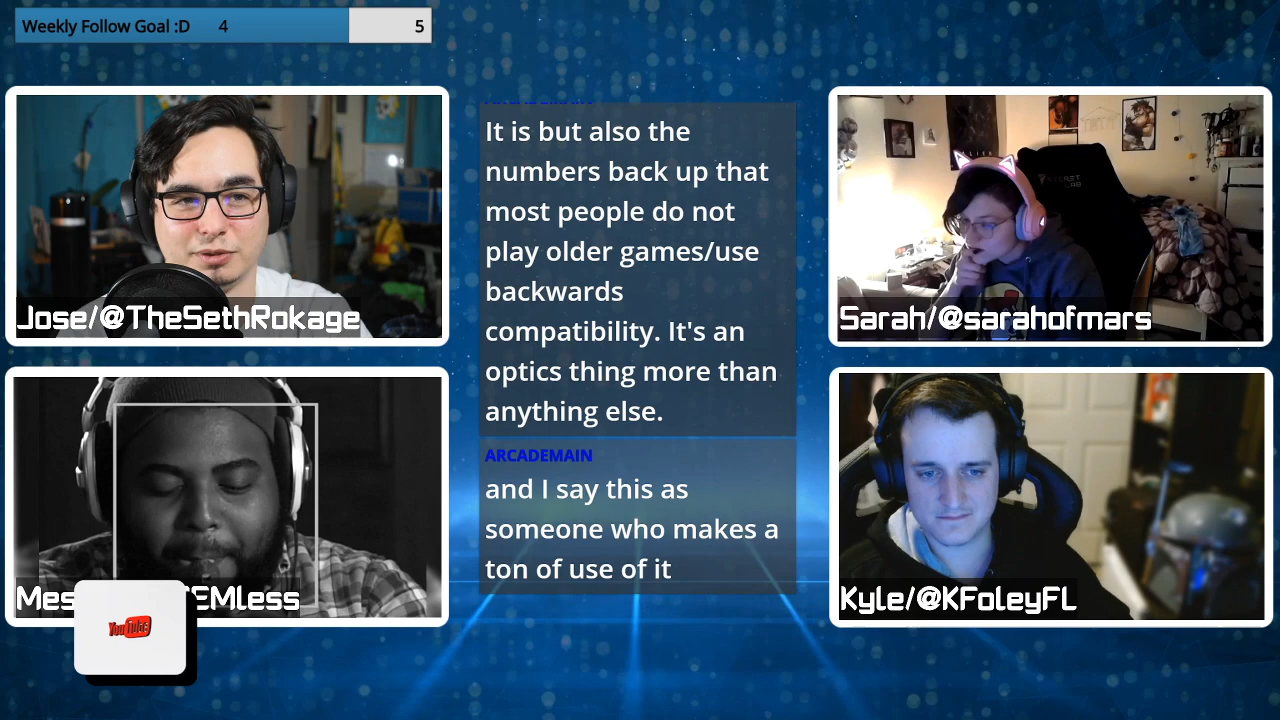 Weekly Follow Goal :D 4 5
It is but also the
numbers back up that
most people do not
play older games/use
backwards
compatibility. It's an
optics thing more than
anything else.
ARCADEMAIN
and I say this as
someone who makes a
ton of use of it
Jose/@TheSethRokage
Sarah/@sarahofmars
Kyle/@KFoleyFL
YouTube